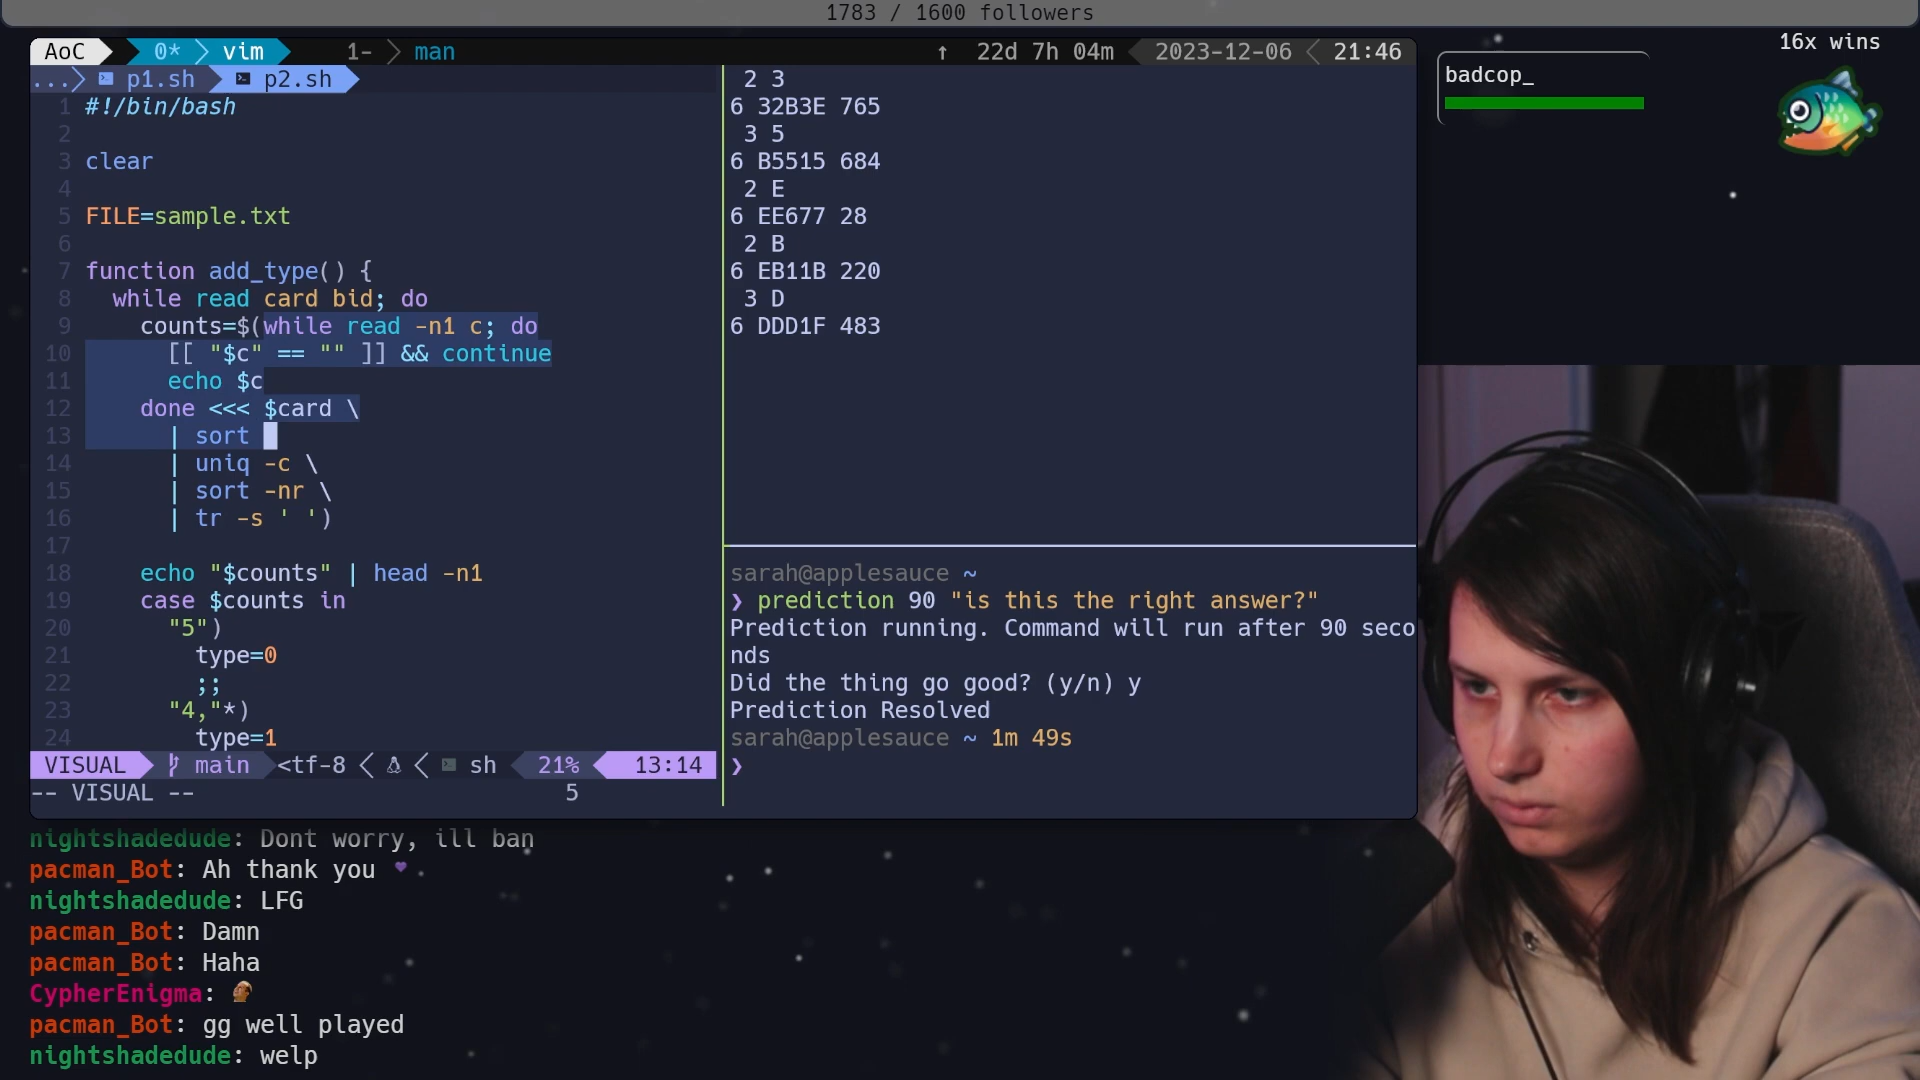 1783 / 1600 followers
AoC 0* vim 1- man ↑ 22d 7h 04m 2023-12-06 21:46
... p1.sh p2.sh
1 #!/bin/bash
2
3 clear
4
5 FILE=sample.txt
6
7 function add_type() {
8 while read card bid; do
9 counts=$(while read -n1 c; do
10 [[ "$c" == "" ]] && continue
11 echo $c
12 done <<< $card \
13 | sort
14 | uniq -c \
15 | sort -nr \
16 | tr -s ' ')
17
18 echo "$counts" | head -n1
19 case $counts in
20 "5")
21 type=0
22 ;;
23 "4,"*)
24 type=1
VISUAL main <tf-8 sh 21% 13:14
-- VISUAL -- 5
2 3
6 32B3E 765
3 5
6 B5515 684
2 E
6 EE677 28
2 B
6 EB11B 220
3 D
6 DDD1F 483
sarah@applesauce ~
❯ prediction 90 "is this the right answer?"
Prediction running. Command will run after 90 seco
nds
Did the thing go good? (y/n) y
Prediction Resolved
sarah@applesauce ~ 1m 49s
❯
badcop_
16x wins
nightshadedude: Dont worry, ill ban
pacman_Bot: Ah thank you
nightshadedude: LFG
pacman_Bot: Damn
pacman_Bot: Haha
CypherEnigma:
pacman_Bot: gg well played
nightshadedude: welp